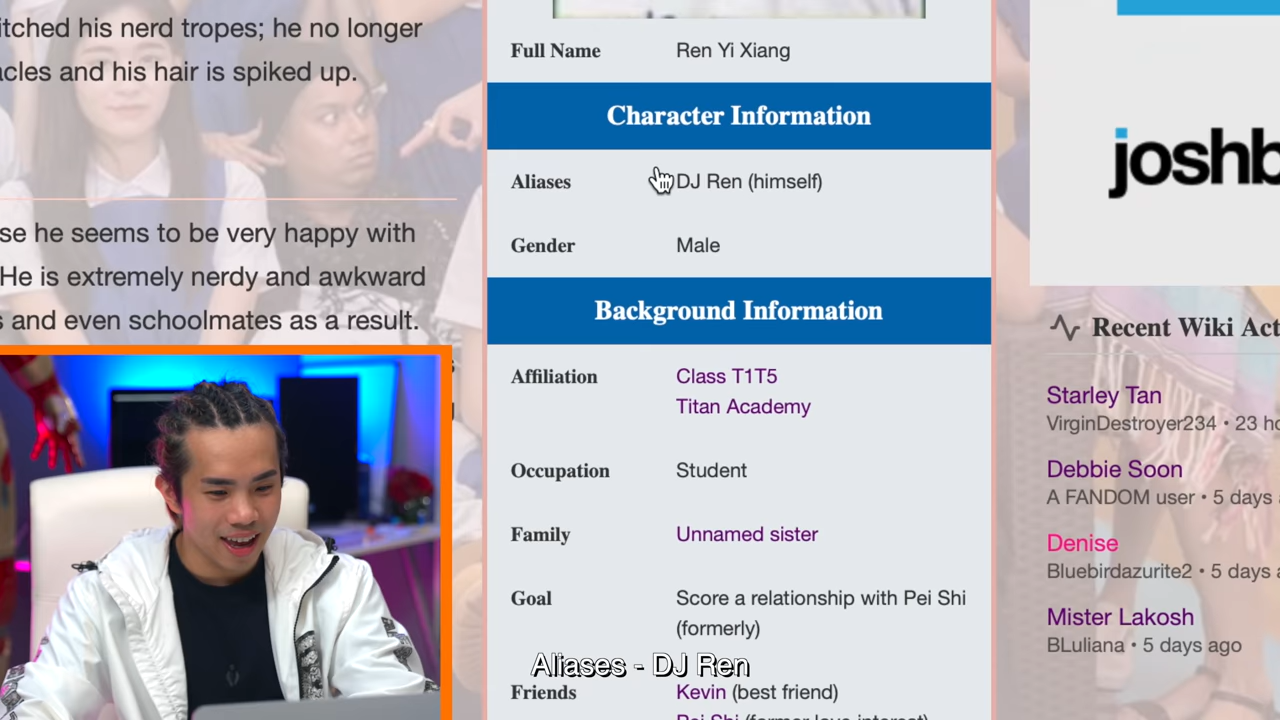 itched his nerd tropes; he no longer
acles and his hair is spiked up.
se he seems to be very happy with
He is extremely nerdy and awkward
s and even schoolmates as a result.
Full Name Ren Yi Xiang
Character Information
Aliases DJ Ren (himself)
Gender Male
Background Information
Affiliation Class T1T5
Titan Academy
Occupation Student
Family Unnamed sister
Goal Score a relationship with Pei Shi
(formerly)
Aliases - DJ Ren
Friends Kevin (best friend)
Pei Shi (former love interest)
joshb
Recent Wiki Act
Starley Tan
VirginDestroyer234 • 23 ho
Debbie Soon
A FANDOM user • 5 days a
Denise
Bluebirdazurite2 • 5 days a
Mister Lakosh
BLuliana • 5 days ago